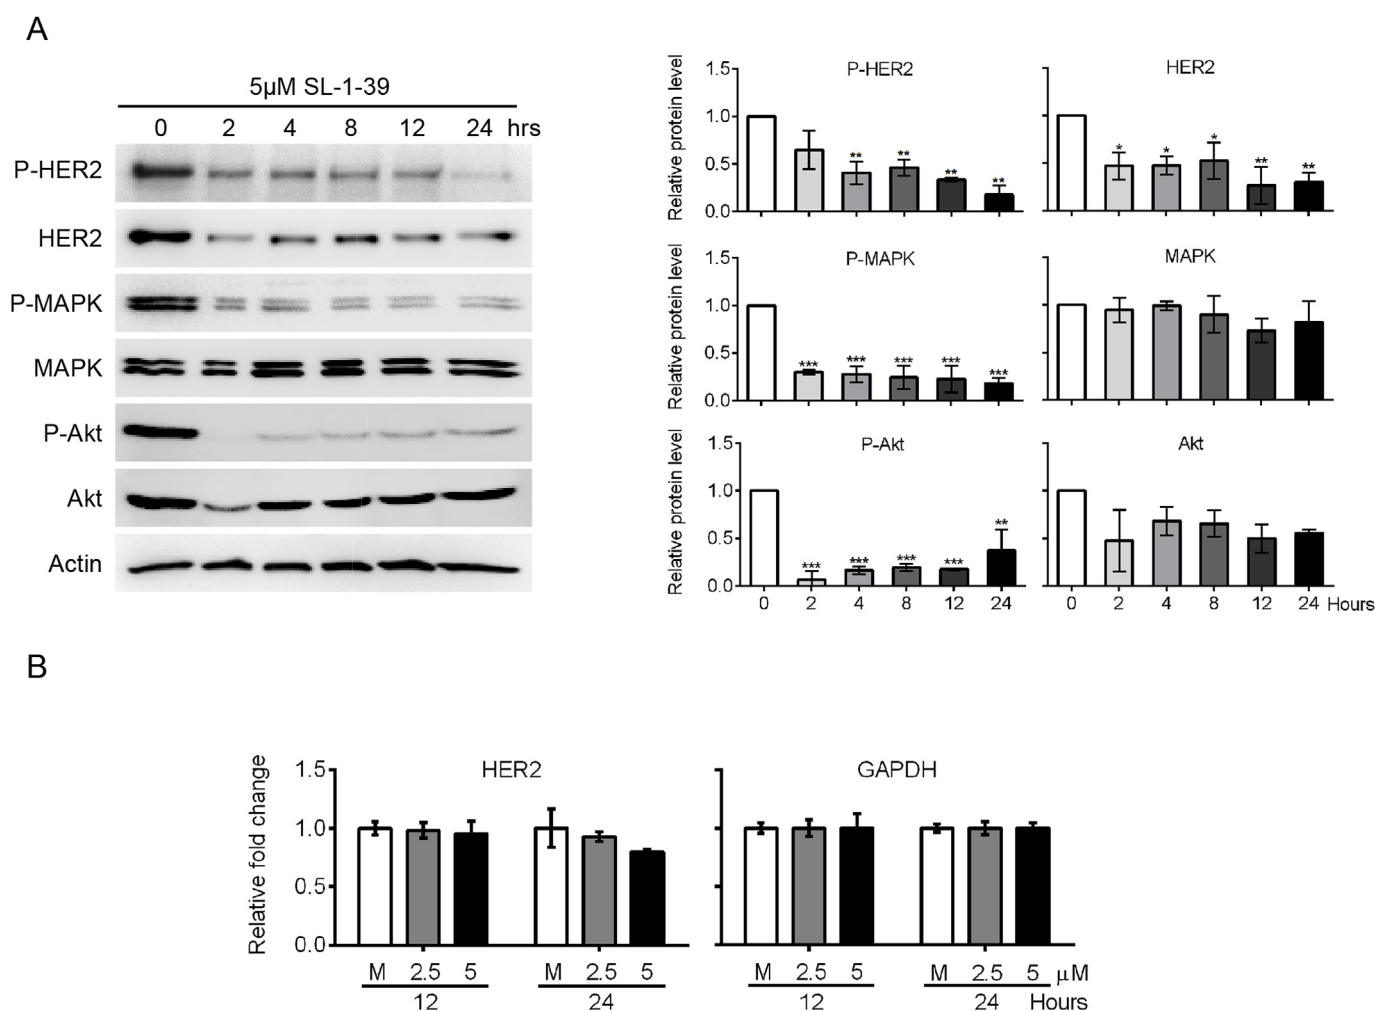 A
5µM SL-1-39
0 2 4 8 12 24 hrs
P-HER2
HER2
P-MAPK
MAPK
P-Akt
Akt
Actin
P-HER2
Relative protein level
1.5
1.0
0.5
0.0
** ** ** **
HER2
* * * ** **
P-MAPK
Relative protein level
1.5
1.0
0.5
0.0
*** *** *** *** ***
MAPK
P-Akt
Relative protein level
1.5
1.0
0.5
0.0
*** *** *** *** **
0 2 4 8 12 24
Akt
0 2 4 8 12 24 Hours
B
HER2
Relative fold change
1.5
1.0
0.5
0.0
M 2.5 5 M 2.5 5
12 24
GAPDH
M 2.5 5 M 2.5 5 µM
12 24 Hours